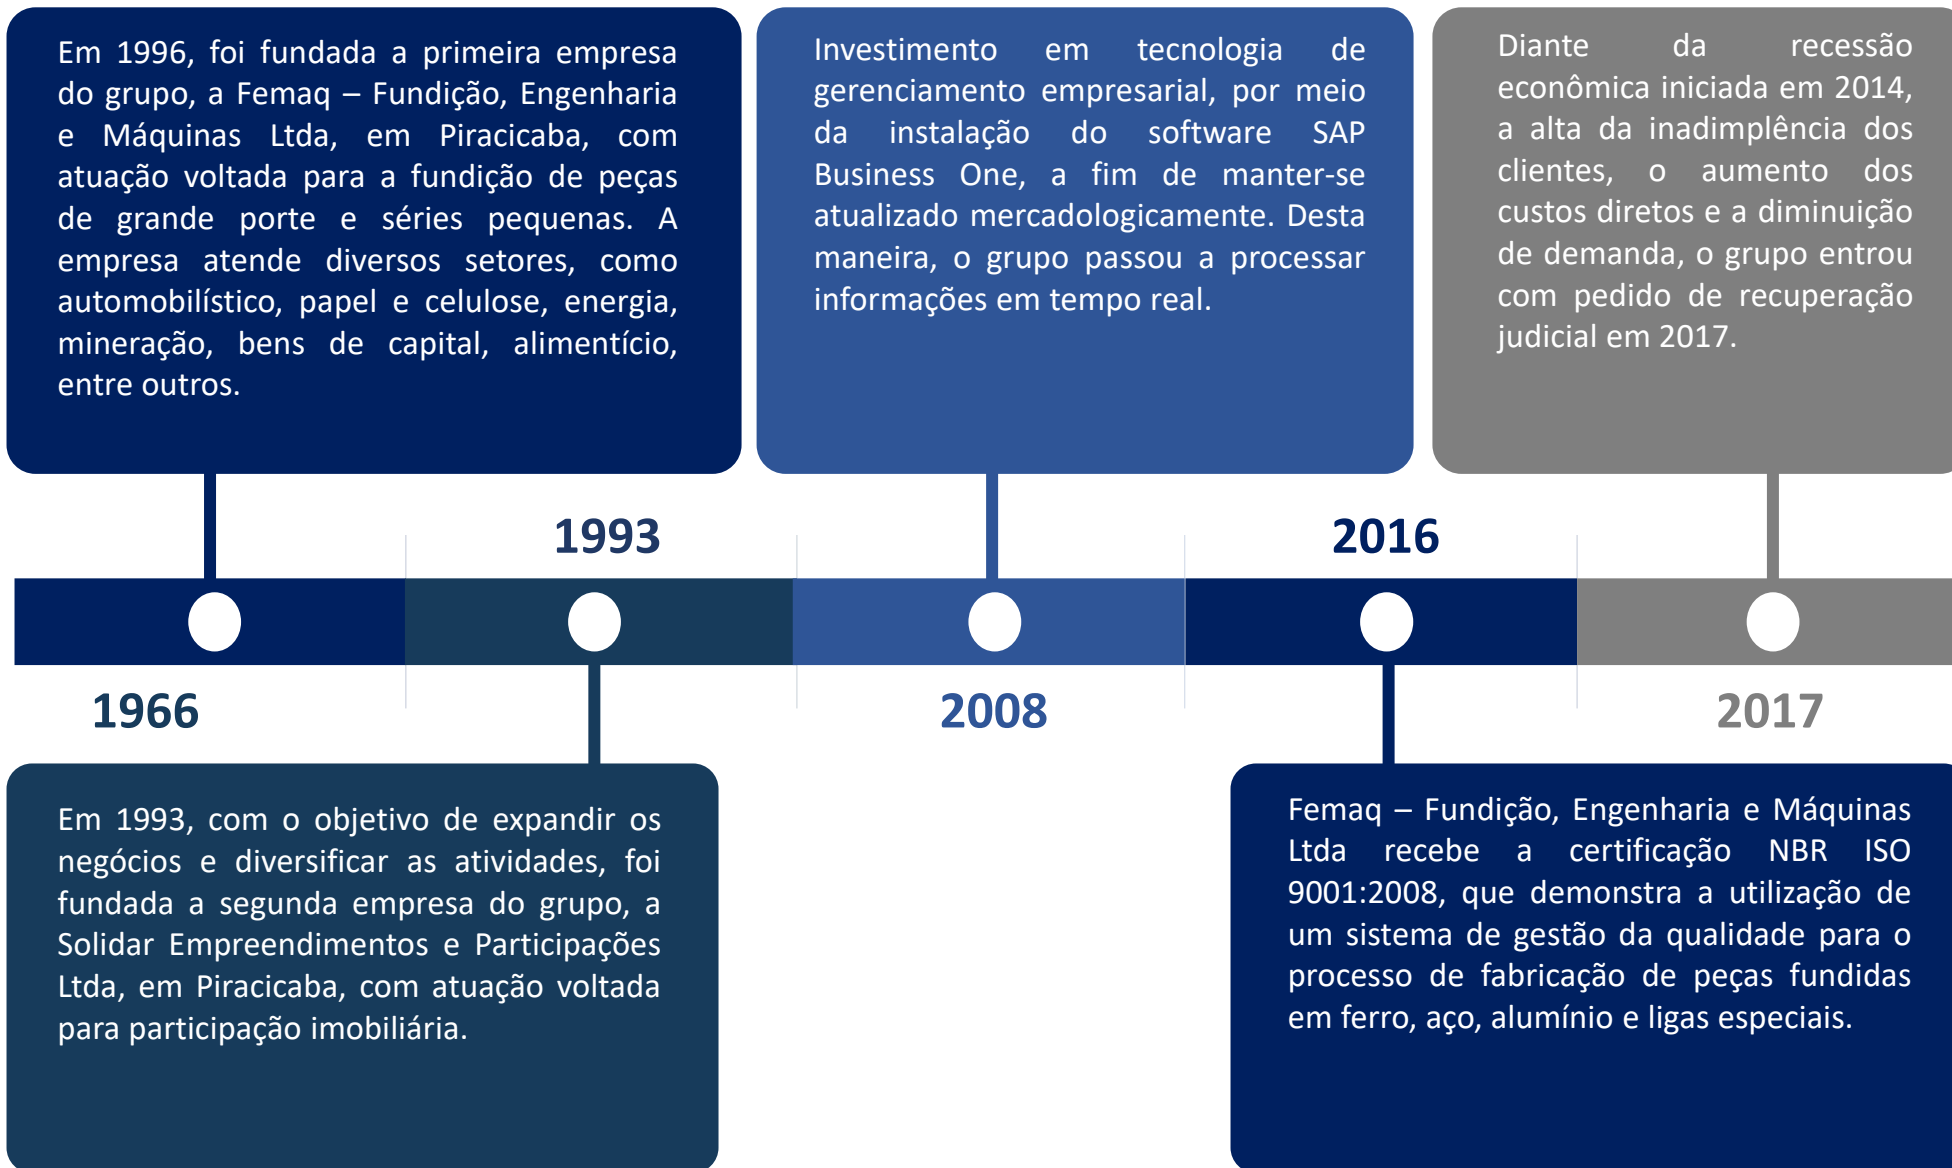 Em 1996, foi fundada a primeira empresa
do grupo, a Femaq – Fundição, Engenharia
e Máquinas Ltda, em Piracicaba, com
atuação voltada para a fundição de peças
de grande porte e séries pequenas. A
empresa atende diversos setores, como
automobilístico, papel e celulose, energia,
mineração, bens de capital, alimentício,
entre outros.
Investimento em tecnologia de
gerenciamento empresarial, por meio
da instalação do software SAP
Business One, a fim de manter-se
atualizado mercadologicamente. Desta
maneira, o grupo passou a processar
informações em tempo real.
Diante da recessão
econômica iniciada em 2014,
a alta da inadimplência dos
clientes, o aumento dos
custos diretos e a diminuição
de demanda, o grupo entrou
com pedido de recuperação
judicial em 2017.
1993
2016
1966
2008
2017
Em 1993, com o objetivo de expandir os
negócios e diversificar as atividades, foi
fundada a segunda empresa do grupo, a
Solidar Empreendimentos e Participações
Ltda, em Piracicaba, com atuação voltada
para participação imobiliária.
Femaq – Fundição, Engenharia e Máquinas
Ltda recebe a certificação NBR ISO
9001:2008, que demonstra a utilização de
um sistema de gestão da qualidade para o
processo de fabricação de peças fundidas
em ferro, aço, alumínio e ligas especiais.